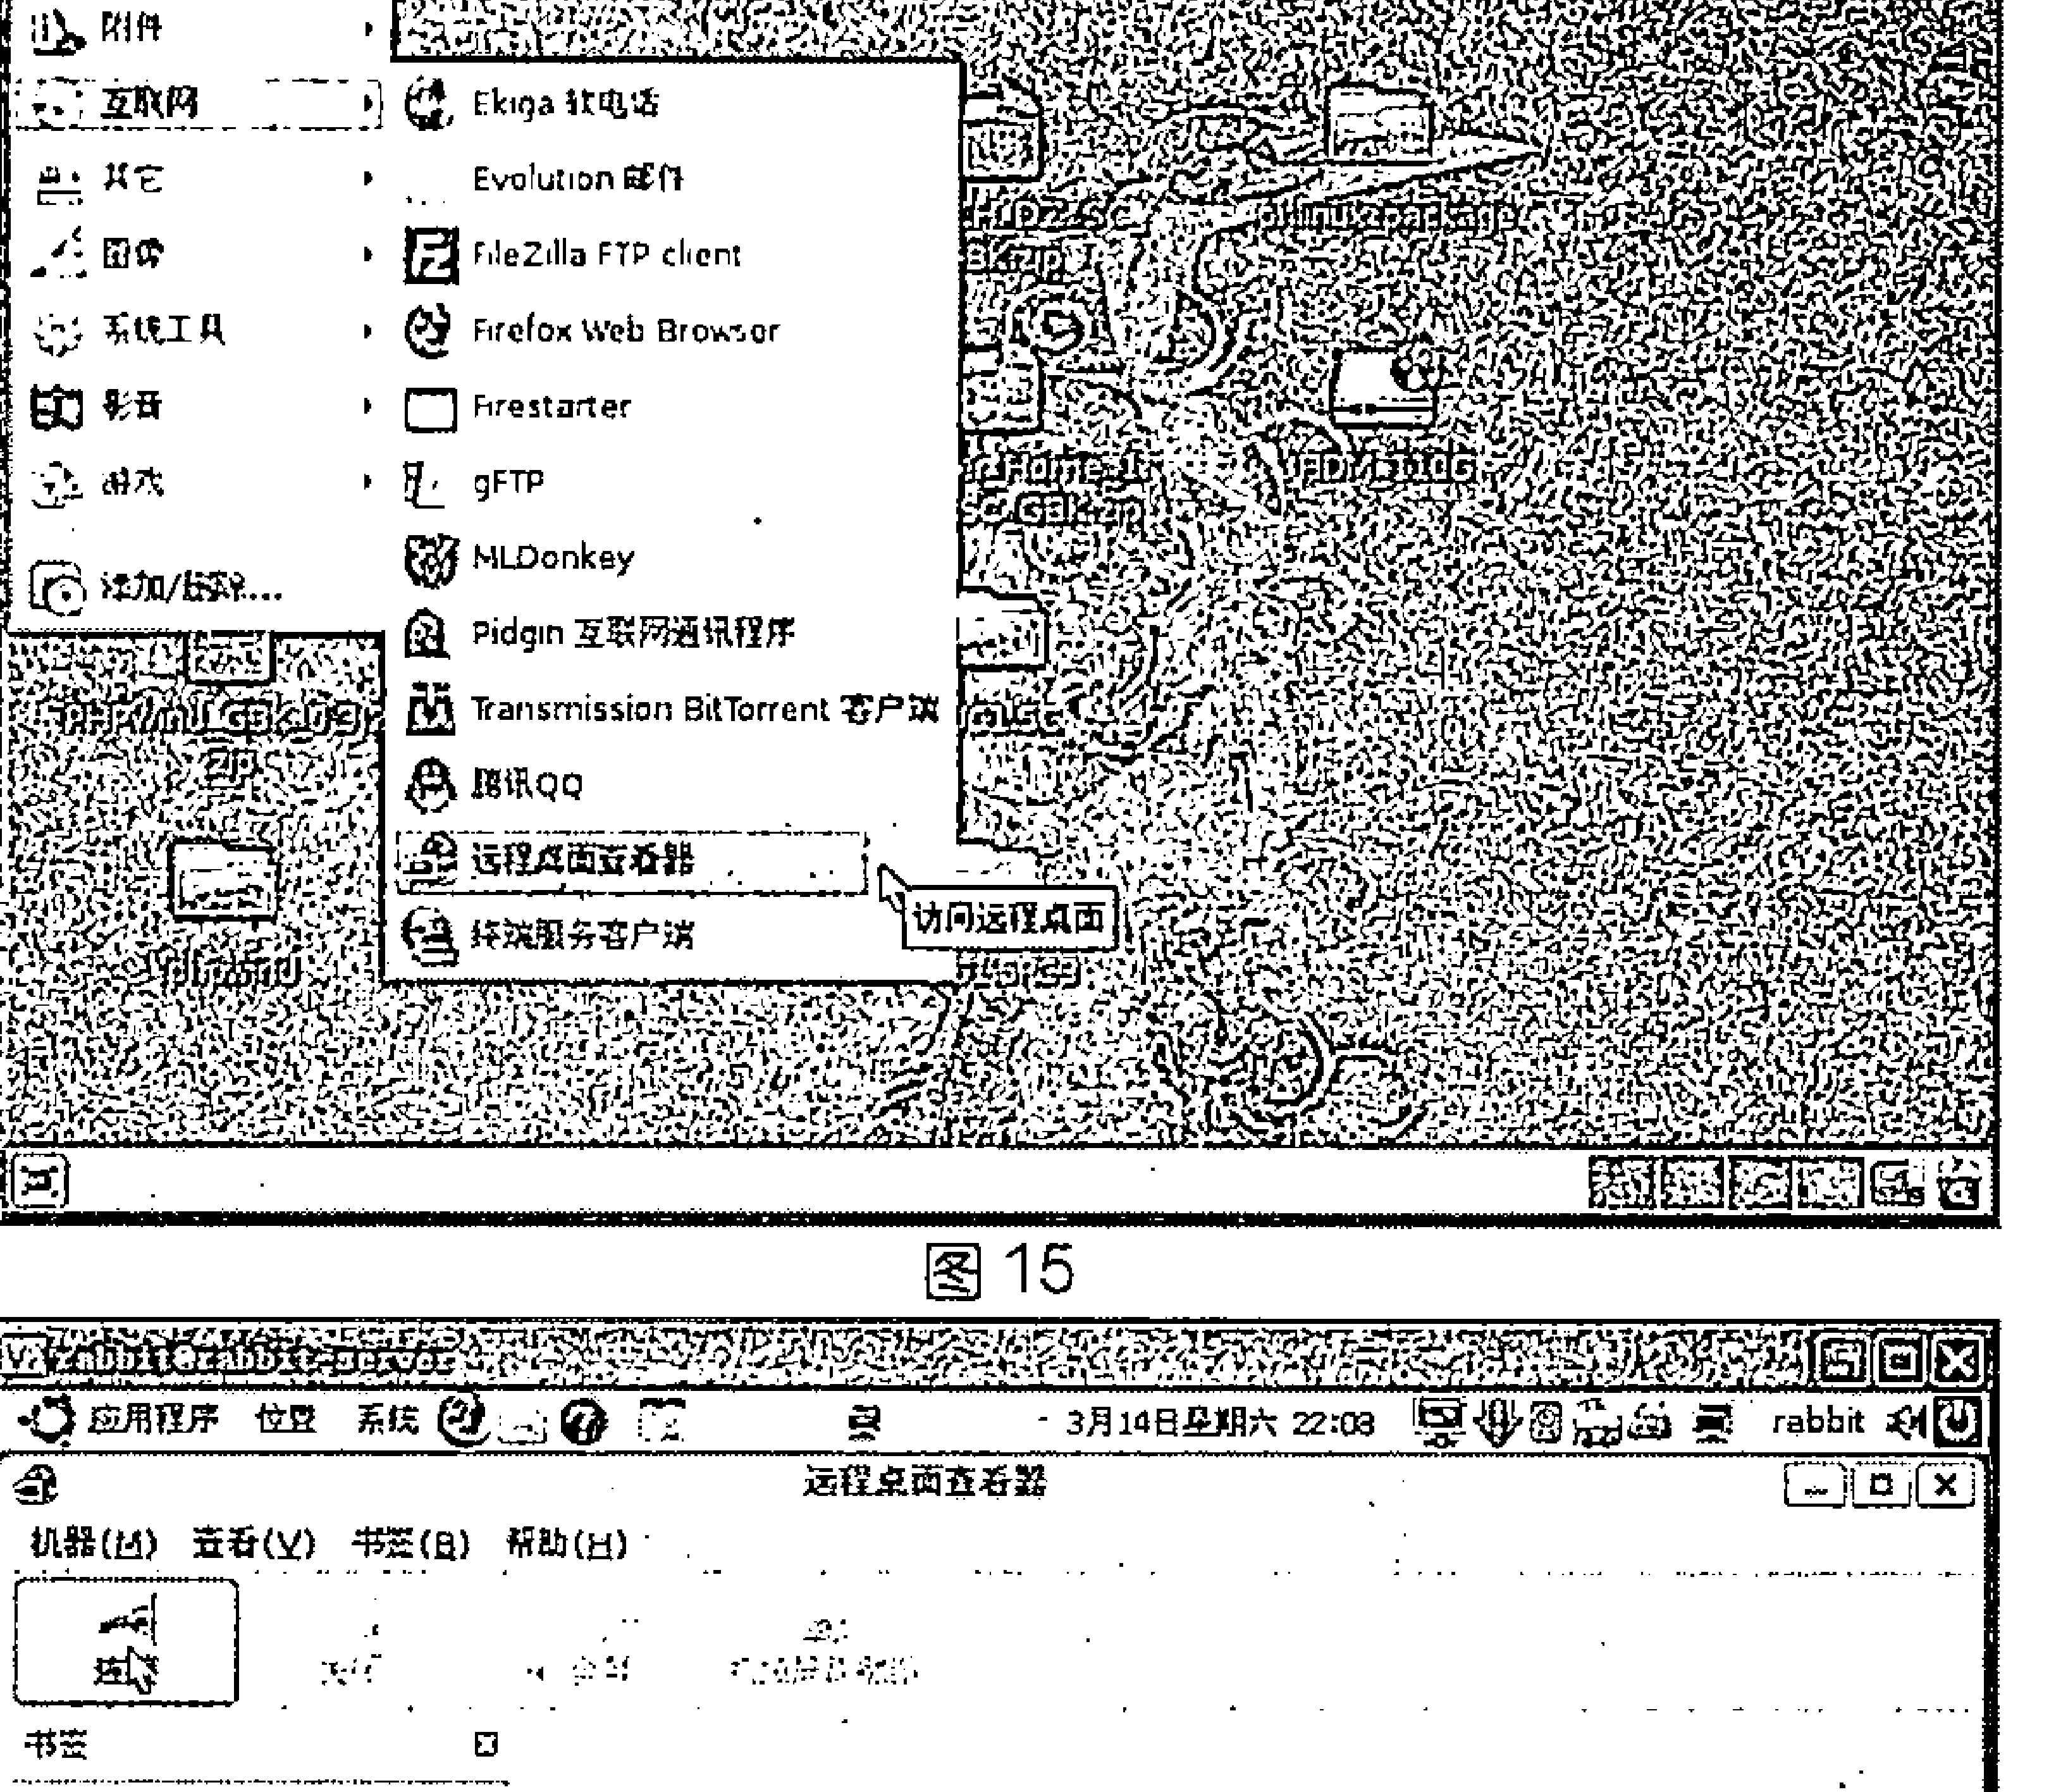 附件
互联网
其它
图像
系统工具
影音
游戏
添加/删除...
Ekiga 软电话
Evolution 邮件
FileZilla FTP client
Firefox Web Browser
Firestarter
gFTP
MLDonkey
Pidgin 互联网通讯程序
Transmission BitTorrent 客户端
腾讯QQ
远程桌面查看器
终端服务客户端
访问远程桌面
图 15
rabbit@rabbit-server
应用程序 位置 系统 3月14日星期六 22:03 rabbit
远程桌面查看器
机器(M) 查看(V) 书签(B) 帮助(H)
连接
书签